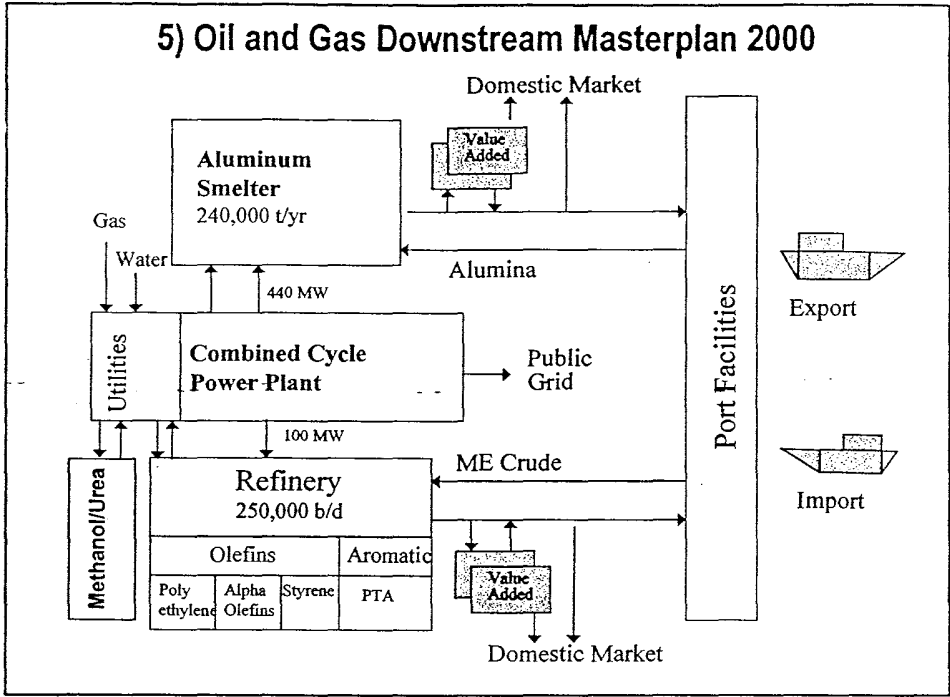 5) Oil and Gas Downstream Masterplan 2000
Domestic Market
Value
Added
Aluminum
Smelter
240,000 t/yr
Gas
Water
440 MW
Alumina
Export
Utilities
Combined Cycle
Power Plant
Public
Grid
Port Facilities
100 MW
ME Crude
Import
Methanol/Urea
Refinery
250,000 b/d
Olefins
Aromatic
Poly
ethylene
Alpha
Olefins
Styrene
PTA
Value
Added
Domestic Market